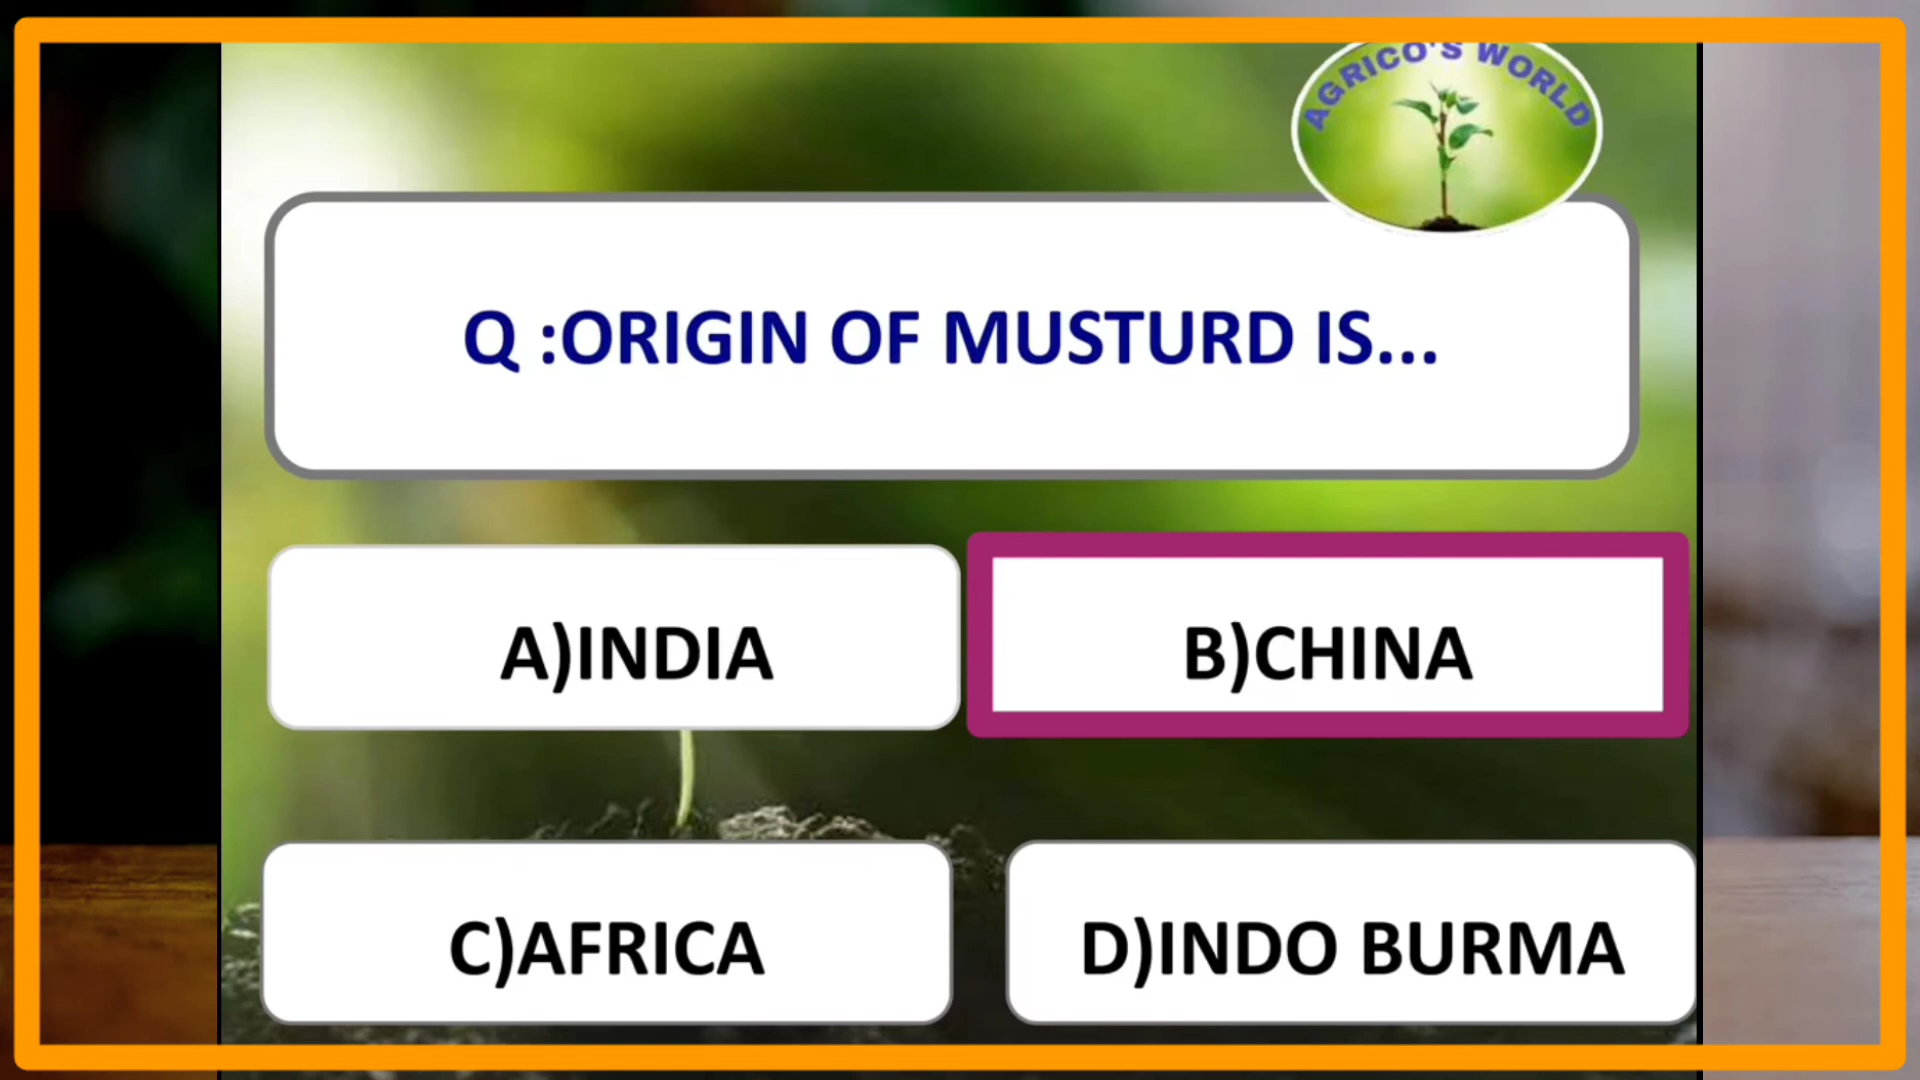 AGRICO'S WORLD
Q :ORIGIN OF MUSTURD IS...
A)INDIA
B)CHINA
C)AFRICA
D)INDO BURMA